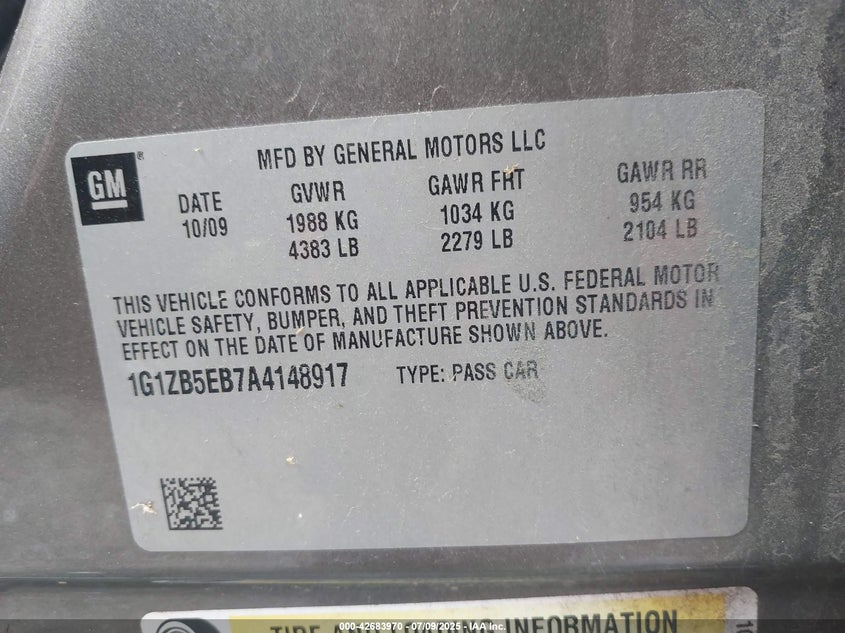 MFD BY GENERAL MOTORS LLC
GM®
DATE GVWR GAWR FRT GAWR RR
10/09 1988 KG 1034 KG 954 KG
4383 LB 2279 LB 2104 LB
THIS VEHICLE CONFORMS TO ALL APPLICABLE U.S. FEDERAL MOTOR
VEHICLE SAFETY, BUMPER, AND THEFT PREVENTION STANDARDS IN
EFFECT ON THE DATE OF MANUFACTURE SHOWN ABOVE.
1G1ZB5EB7A4148917 TYPE: PASS CAR
TIRE INFORMATION
000-42683970 - 07/09/2025 - IAA Inc.